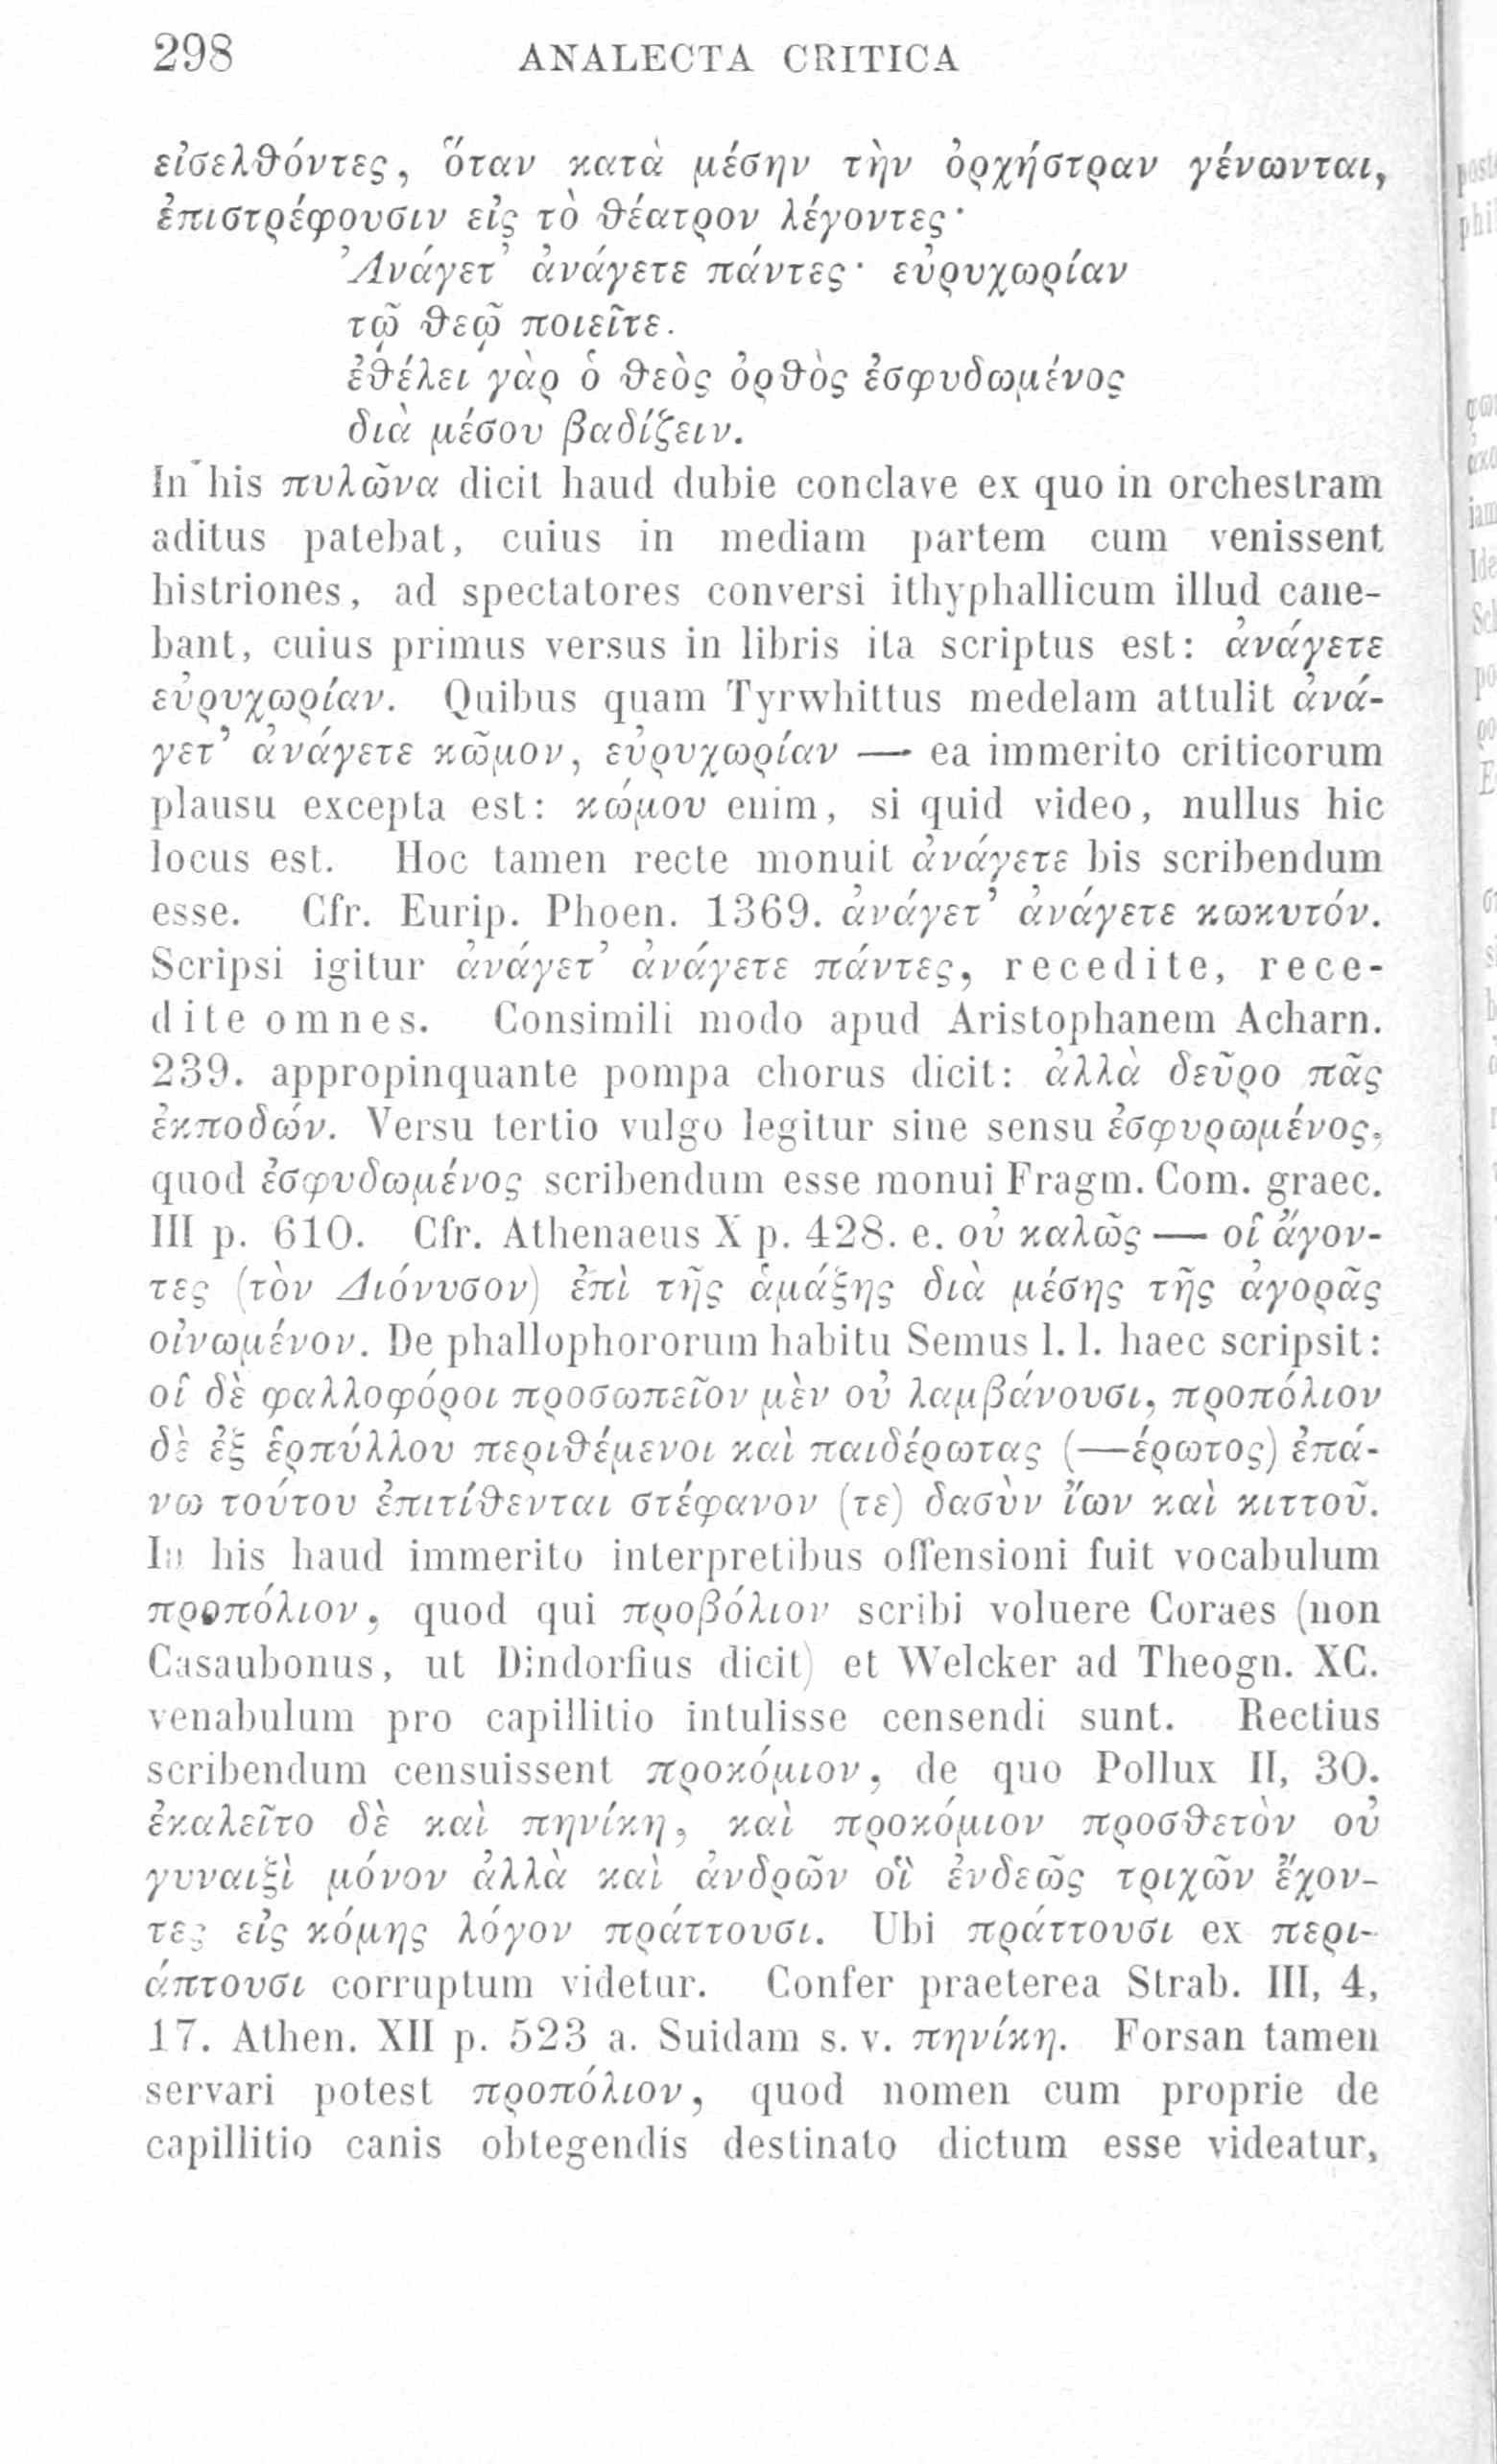 298 ANALECTA CRITICA
εἰσελθόντες, ὅταν κατὰ μέσην τὴν ὀρχήστραν γένωνται,
ἐπιστρέφουσιν εἰς τὸ θέατρον λέγοντες·
Ἀνάγετ’ ἀνάγετε πάντες· εὐρυχωρίαν
τῷ θεῷ ποιεῖτε.
ἐθέλει γὰρ ὁ θεὸς ὀρθὸς ἐσφυδωμένος
διὰ μέσου βαδίζειν.
In his πυλῶνα dicit haud dubie conclave ex quo in orchestram
aditus patebat, cuius in mediam partem cum venissent
histriones, ad spectatores conversi ithyphallicum illud cane-
bant, cuius primus versus in libris ita scriptus est: ἀνάγετε
εὐρυχωρίαν. Quibus quam Tyrwhittus medelam attulit ἀνά-
γετ’ ἀνάγετε κῶμον, εὐρυχωρίαν — ea immerito criticorum
plausu excepta est: κώμου enim, si quid video, nullus hic
locus est. Hoc tamen recte monuit ἀνάγετε bis scribendum
esse. Cfr. Eurip. Phoen. 1369. ἀνάγετ’ ἀνάγετε κωκυτόν.
Scripsi igitur ἀνάγετ’ ἀνάγετε πάντες, recedite, rece-
dite omnes. Consimili modo apud Aristophanem Acharn.
239. appropinquante pompa chorus dicit: ἀλλὰ δεῦρο πᾶς
ἐκποδών. Versu tertio vulgo legitur sine sensu ἐσφυρωμένος,
quod ἐσφυδωμένος scribendum esse monui Fragm. Com. graec.
III p. 610. Cfr. Athenaeus X p. 428. e. οὐ καλῶς — οἱ ἄγον-
τες (τὸν Διόνυσον) ἐπὶ τῆς ἁμάξης διὰ μέσης τῆς ἀγορᾶς
οἰνωμένον. De phallophororum habitu Semus l. l. haec scripsit:
οἱ δὲ φαλλοφόροι προσωπεῖον μὲν οὐ λαμβάνουσι, προπόλιον
δὲ ἐξ ἑρπύλλου περιθέμενοι καὶ παιδέρωτας (—έρωτος) ἐπά-
νω τούτου ἐπιτίθενται στέφανον (τε) δασὺν ἴων καὶ κιττοῦ.
In his haud immerito interpretibus offensioni fuit vocabulum
προπόλιον, quod qui προβόλιον scribi voluere Coraes (non
Casaubonus, ut Dindorfius dicit) et Welcker ad Theogn. XC.
venabulum pro capillitio intulisse censendi sunt. Rectius
scribendum censuissent προκόμιον, de quo Pollux II, 30.
ἐκαλεῖτο δὲ καὶ πηνίκη, καὶ προκόμιον προσθετὸν οὐ
γυναιξὶ μόνον ἀλλὰ καὶ ἀνδρῶν οἳ ἐνδεῶς τριχῶν ἔχον-
τες εἰς κόμης λόγον πράττουσι. Ubi πράττουσι ex περι-
άπτουσι corruptum videtur. Confer praeterea Strab. III, 4,
17. Athen. XII p. 523 a. Suidam s. v. πηνίκη. Forsan tamen
servari potest προπόλιον, quod nomen cum proprie de
capillitio canis obtegendis destinato dictum esse videatur,